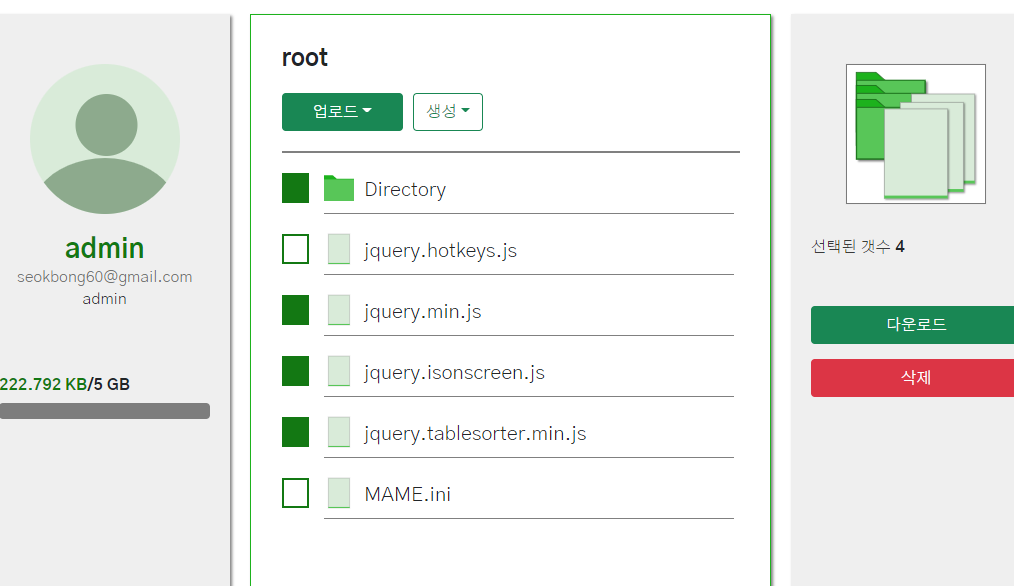 admin
seokbong60@gmail.com
admin
222.792 KB/5 GB
root
업로드 생성
Directory
jquery.hotkeys.js
jquery.min.js
jquery.isonscreen.js
jquery.tablesorter.min.js
MAME.ini
선택된 갯수 4
다운로드
삭제